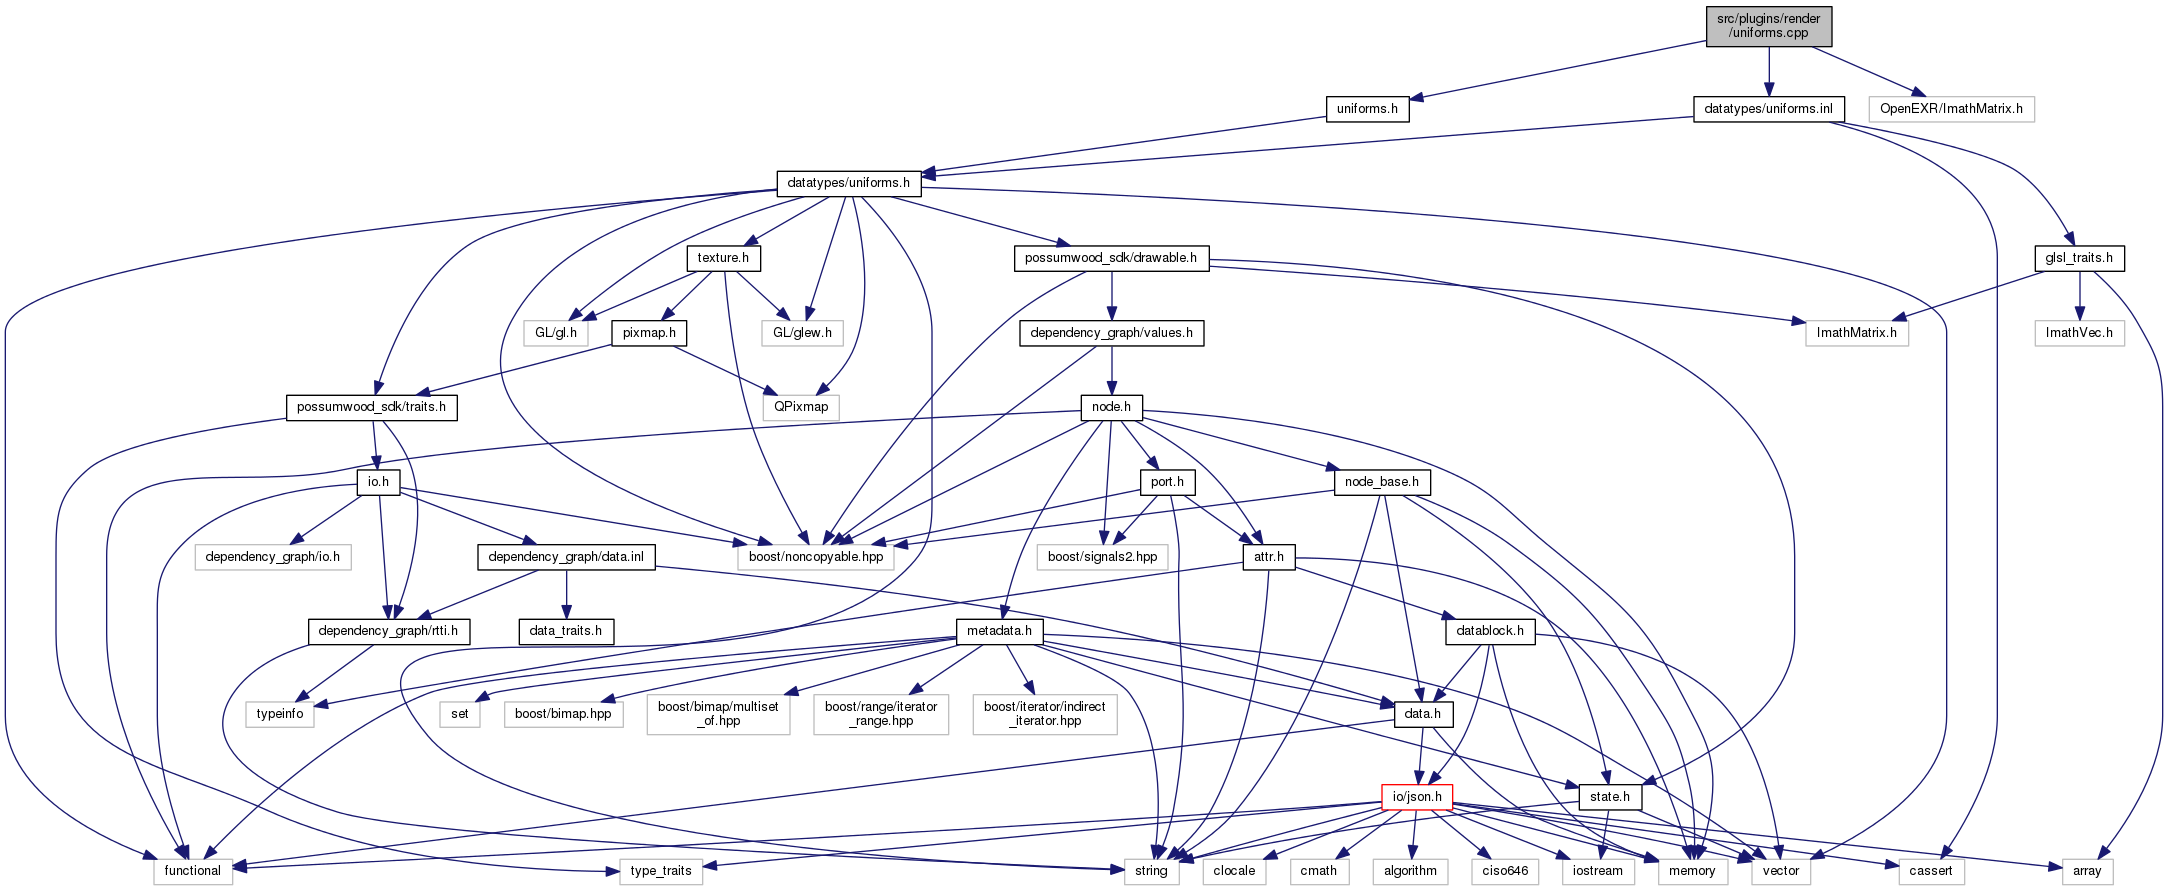 src/plugins/render
/uniforms.cpp
uniforms.h
datatypes/uniforms.inl
OpenEXR/ImathMatrix.h
datatypes/uniforms.h
texture.h
possumwood_sdk/drawable.h
glsl_traits.h
GL/gl.h
pixmap.h
GL/glew.h
dependency_graph/values.h
ImathMatrix.h
ImathVec.h
possumwood_sdk/traits.h
QPixmap
node.h
io.h
port.h
node_base.h
dependency_graph/io.h
dependency_graph/data.inl
boost/noncopyable.hpp
boost/signals2.hpp
attr.h
dependency_graph/rtti.h
data_traits.h
metadata.h
datablock.h
typeinfo
set
boost/bimap.hpp
boost/bimap/multiset
_of.hpp
boost/range/iterator
_range.hpp
boost/iterator/indirect
_iterator.hpp
data.h
io/json.h
state.h
functional
type_traits
string
clocale
cmath
algorithm
ciso646
iostream
memory
vector
cassert
array